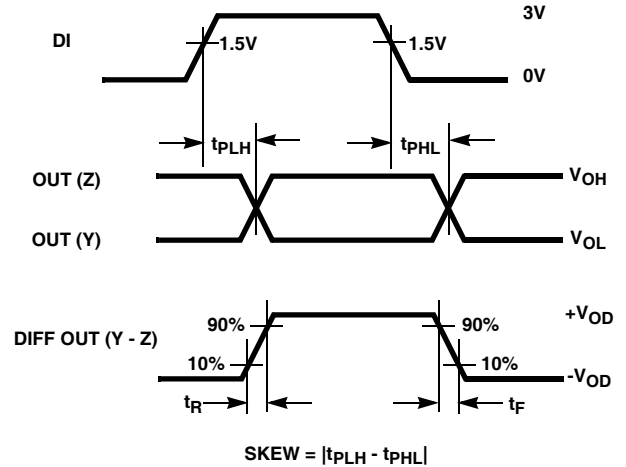 3V
DI
1.5V
1.5V
0V
tPLH
tPHL
OUT (Z)
VOH
OUT (Y)
VOL
+VOD
90%
90%
DIFF OUT (Y - Z)
10%
10%
-VOD
tR
tF
SKEW = |tPLH - tPHL|